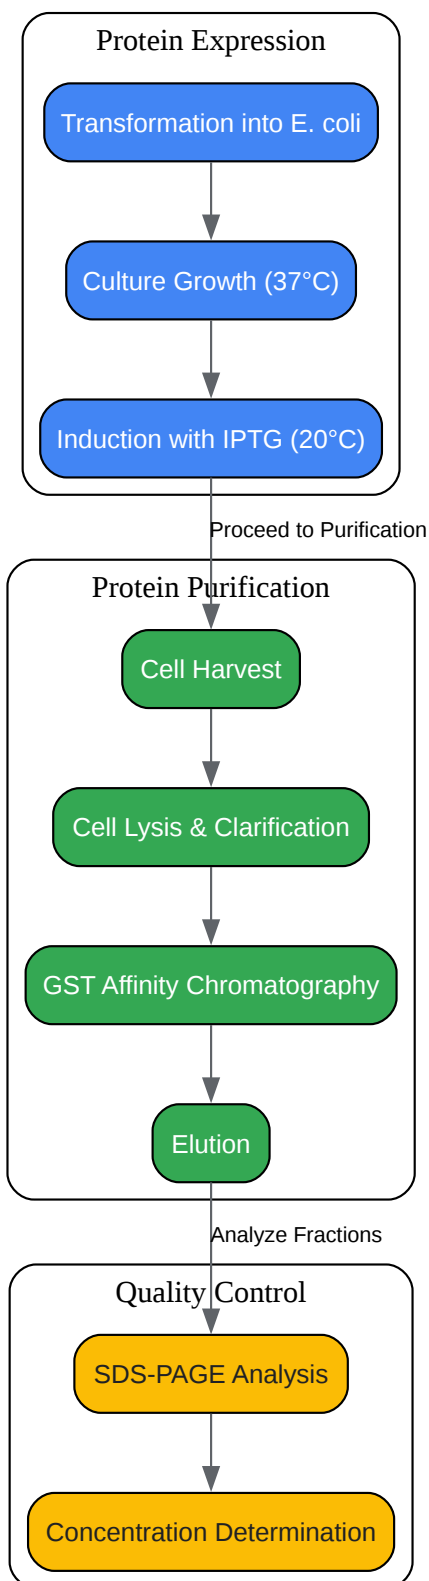 Protein Expression
Transformation into E. coli
Culture Growth (37°C)
Induction with IPTG (20°C)
Proceed to Purification
Protein Purification
Cell Harvest
Cell Lysis & Clarification
GST Affinity Chromatography
Elution
Analyze Fractions
Quality Control
SDS-PAGE Analysis
Concentration Determination